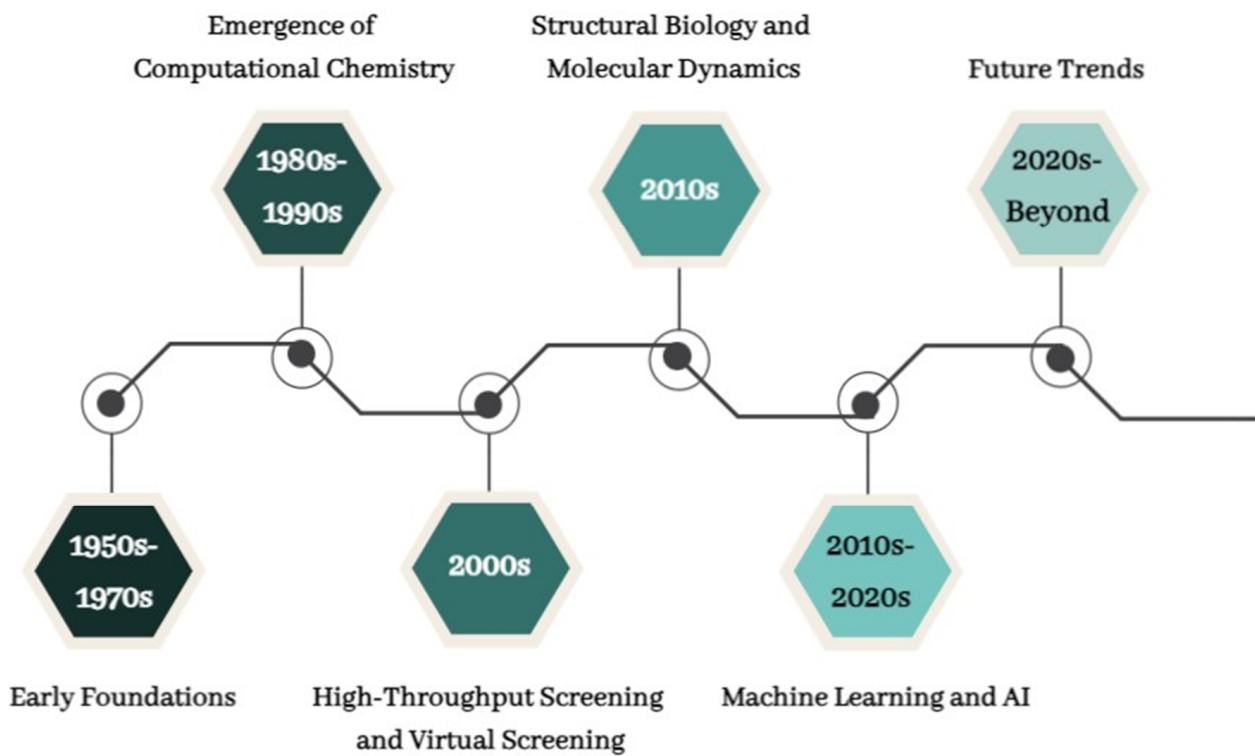 Emergence of
Computational Chemistry
1980s-
1990s
Structural Biology and
Molecular Dynamics
2010s
Future Trends
2020s-
Beyond
1950s-
1970s
Early Foundations
2000s
High-Throughput Screening
and Virtual Screening
2010s-
2020s
Machine Learning and AI